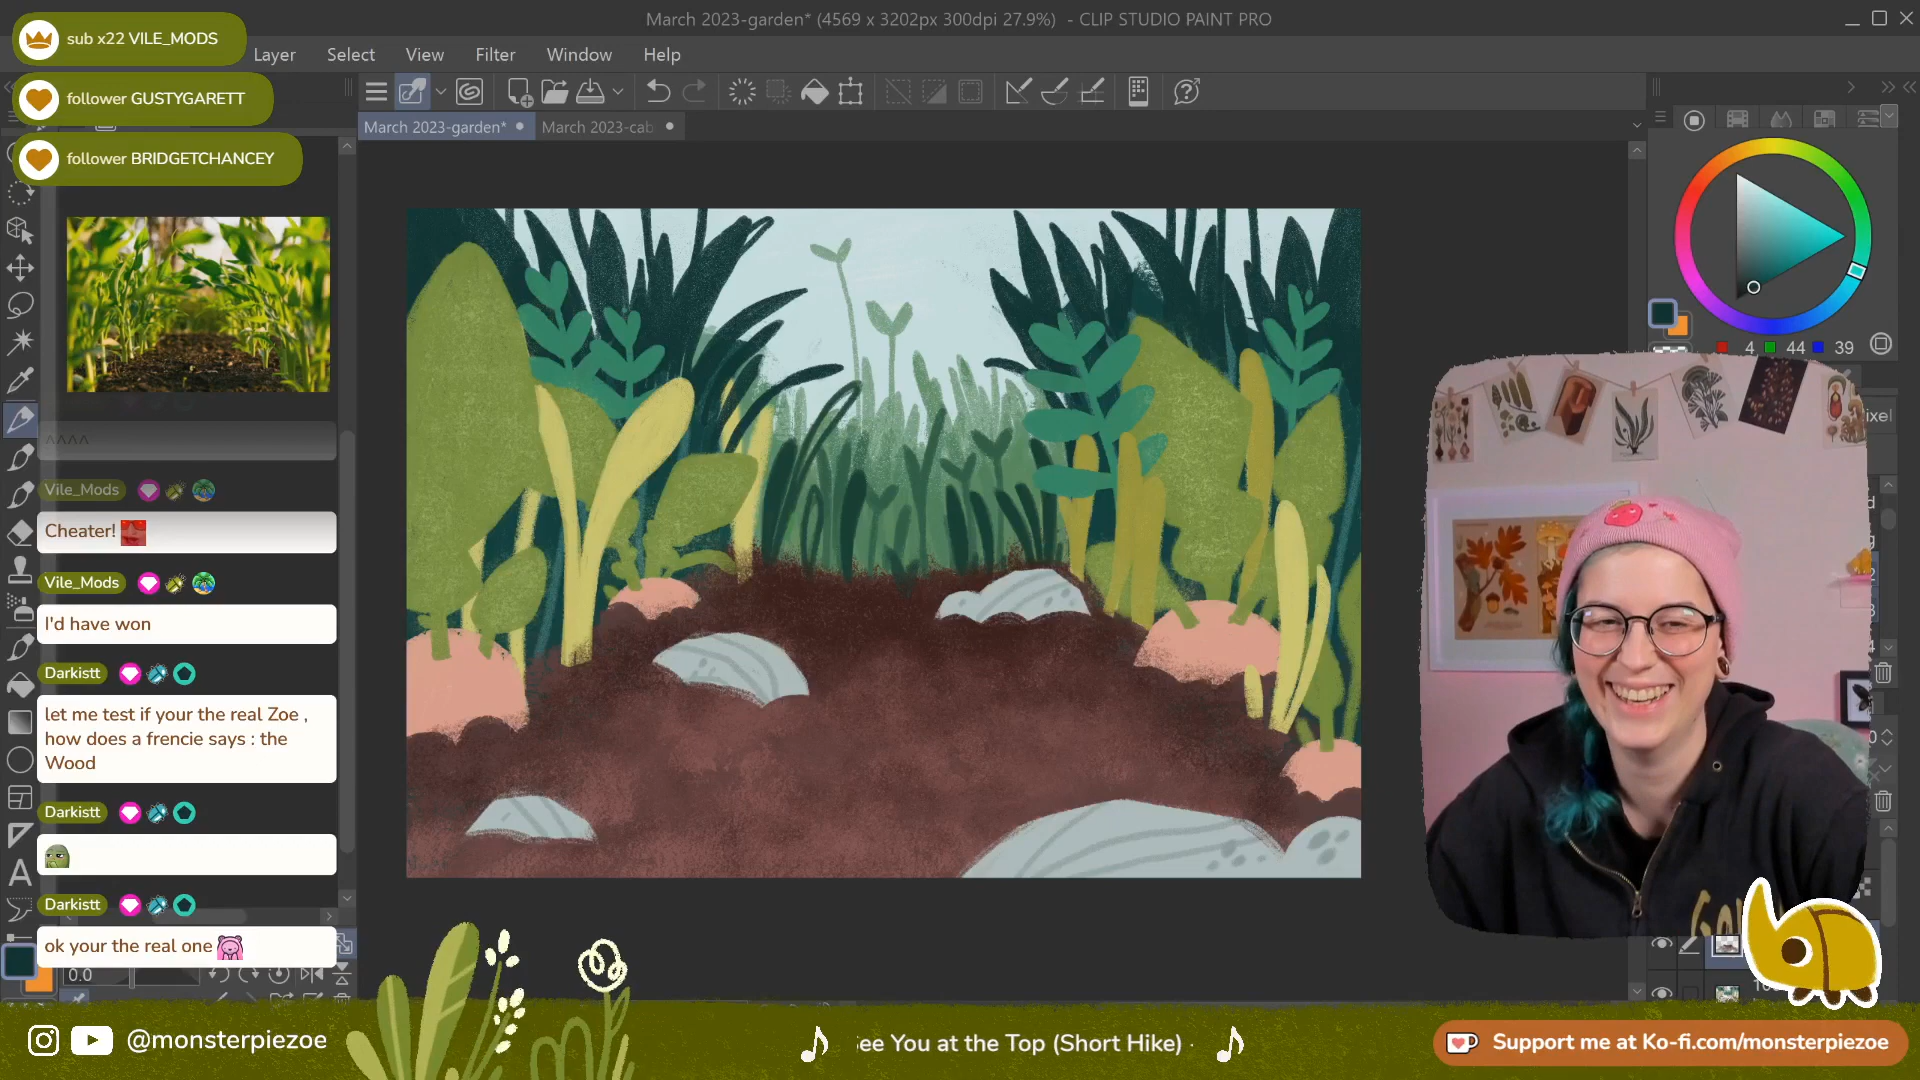 March 2023-garden* (4569 x 3202px 300dpi 27.9%) - CLIP STUDIO PAINT PRO
sub x22 VILE_MODS
Layer Select View Filter Window Help
follower GUSTYGARETT
March 2023-garden* March 2023-cab
follower BRIDGETCHANCEY
4 44 39
^^^^
Vile_Mods
Cheater!
Vile_Mods
I'd have won
Darkistt
let me test if your the real Zoe ,
how does a frencie says : the
Wood
Darkistt
Darkistt
ok your the real one
0.0
@monsterpiezoe
ee You at the Top (Short Hike)
Support me at Ko-fi.com/monsterpiezoe